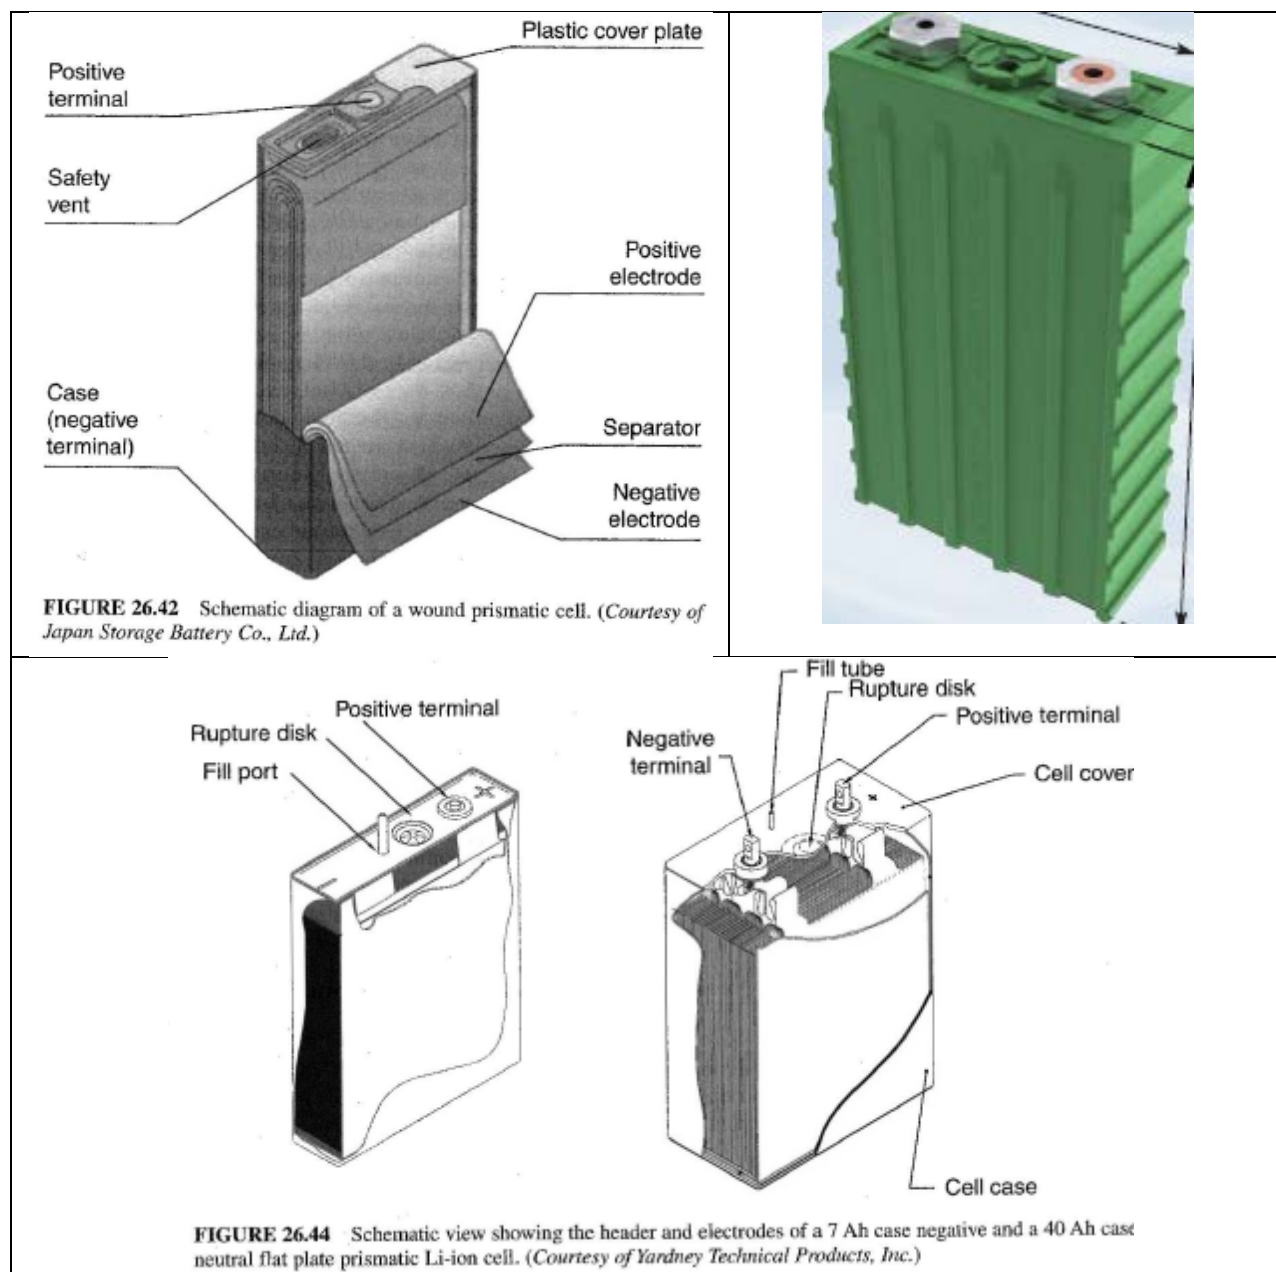 Plastic cover plate
Positive
terminal
Safety
vent
Positive
electrode
Case
(negative
terminal)
Separator
Negative
electrode
FIGURE 26.42 Schematic diagram of a wound prismatic cell. (Courtesy of
Japan Storage Battery Co., Ltd.)
Positive terminal
Rupture disk
Fill port
+
Fill tube
Rupture disk
Positive terminal
Negative
terminal
Cell cover
Cell case
FIGURE 26.44 Schematic view showing the header and electrodes of a 7 Ah case negative and a 40 Ah case
neutral flat plate prismatic Li-ion cell. (Courtesy of Yardney Technical Products, Inc.)